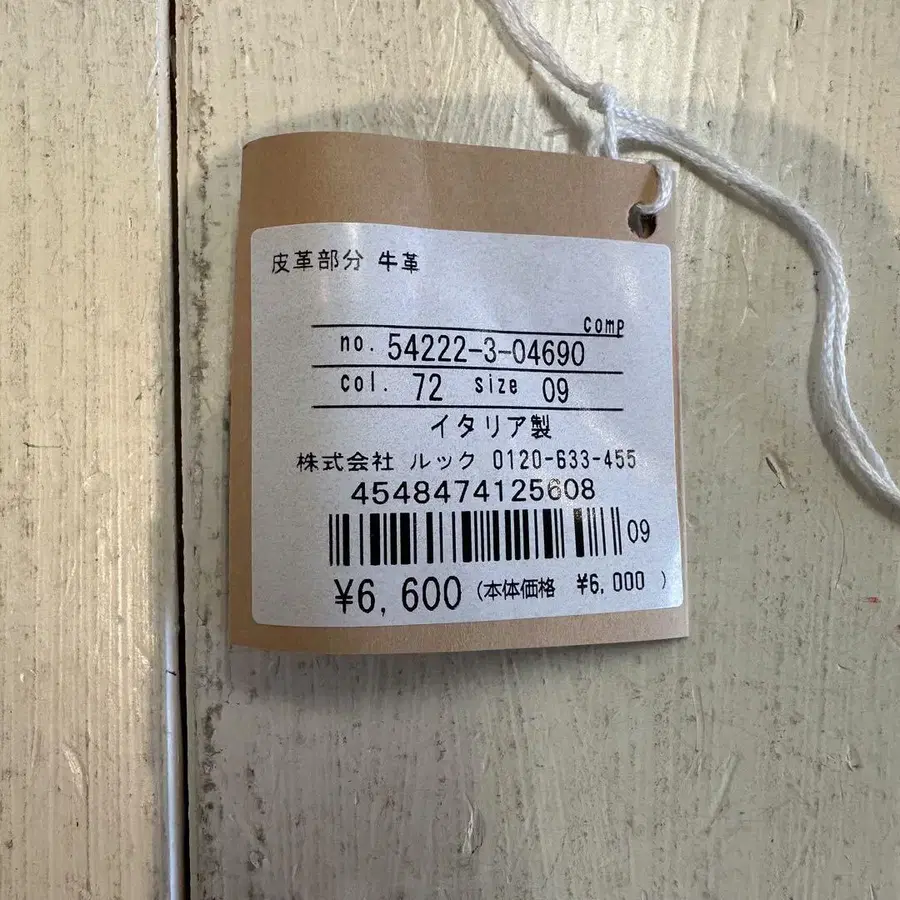 皮革部分 牛革
comp
no. 54222-3-04690
col. 72 size 09
イタリア製
株式会社 ルック 0120-633-455
4548474125608
09
¥6,600 (本体価格 ¥6,000 )